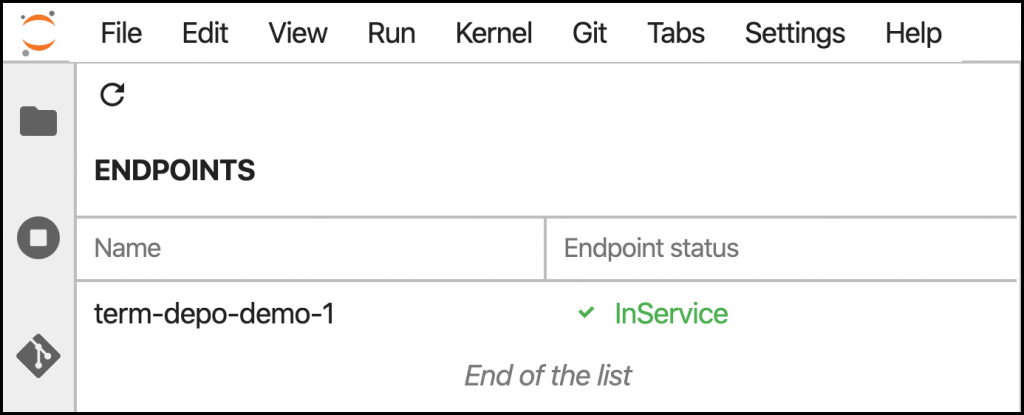 File Edit View Run Kernel Git Tabs Settings Help
ENDPOINTS
Name Endpoint status
term-depo-demo-1 InService
End of the list